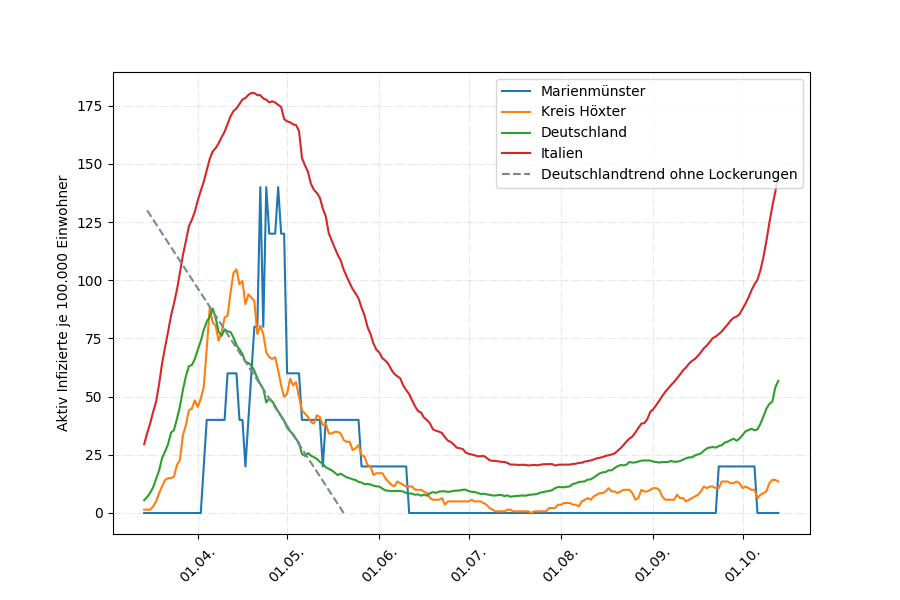 Marienmünster
Kreis Höxter
Deutschland
Italien
Deutschlandtrend ohne Lockerungen
Aktiv Infizierte je 100.000 Einwohner
175
150
125
100
75
50
25
0
01.04.
01.05.
01.06.
01.07.
01.08.
01.09.
01.10.